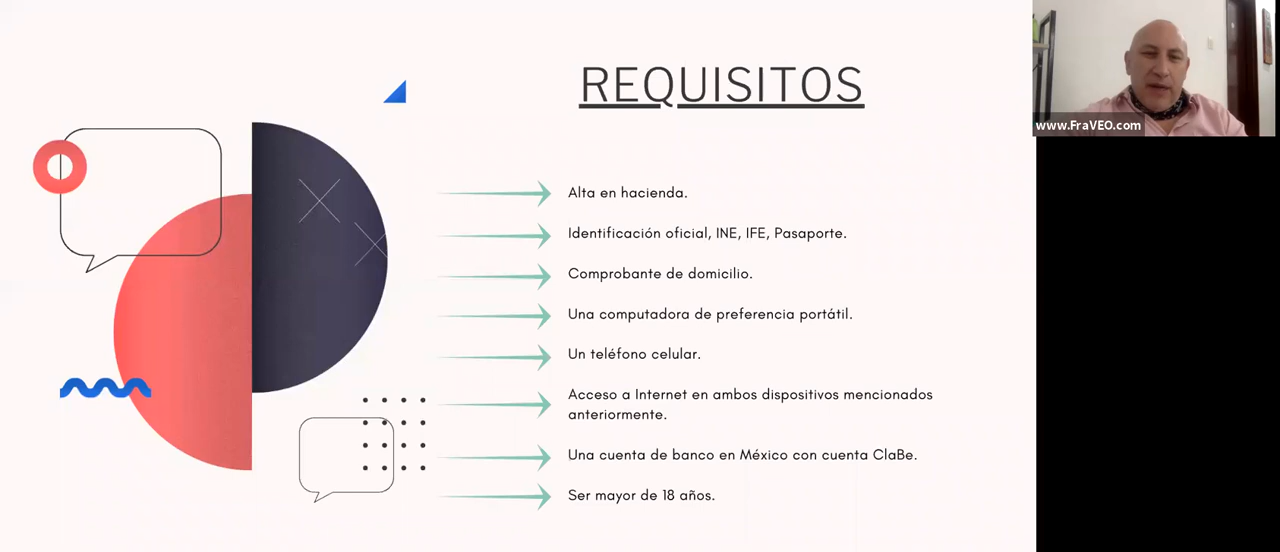 REQUISITOS
www.FraVEO.com
Alta en hacienda.
Identificación oficial, INE, IFE, Pasaporte.
Comprobante de domicilio.
Una computadora de preferencia portátil.
Un teléfono celular.
Acceso a Internet en ambos dispositivos mencionados
anteriormente.
Una cuenta de banco en México con cuenta ClaBe.
Ser mayor de 18 años.